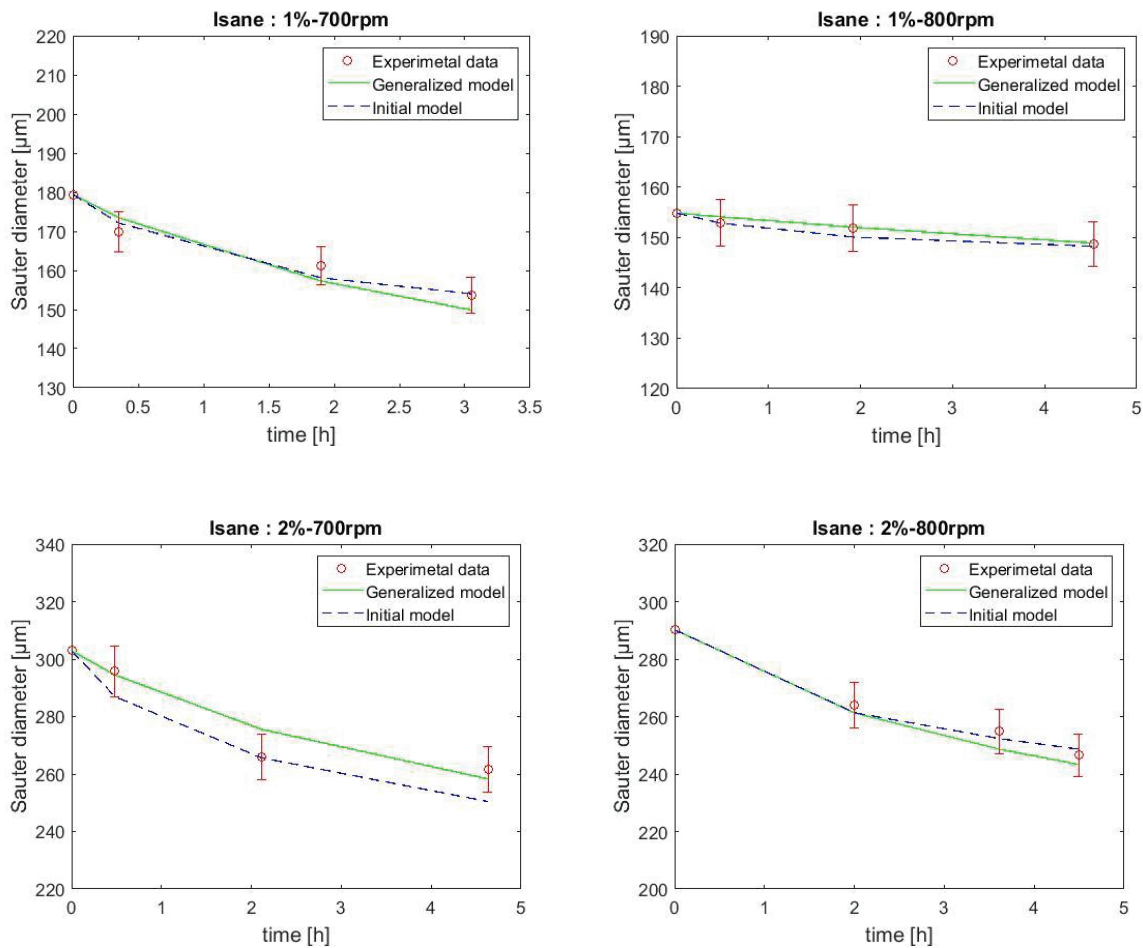 Isane : 1%-700rpm
220
210
200
190
180
170
160
150
140
130
Sauter diameter [µm]
Experimetal data
Generalized model
Initial model
0
0.5
1
1.5
2
2.5
3
3.5
time [h]
Isane : 1%-800rpm
190
180
170
160
150
140
130
120
Sauter diameter [µm]
Experimetal data
Generalized model
Initial model
0
1
2
3
4
5
time [h]
Isane : 2%-700rpm
340
320
300
280
260
240
220
Sauter diameter [µm]
Experimetal data
Generalized model
Initial model
0
1
2
3
4
5
time [h]
Isane : 2%-800rpm
320
300
280
260
240
220
200
Sauter diameter [µm]
Experimetal data
Generalized model
Initial model
0
1
2
3
4
5
time [h]